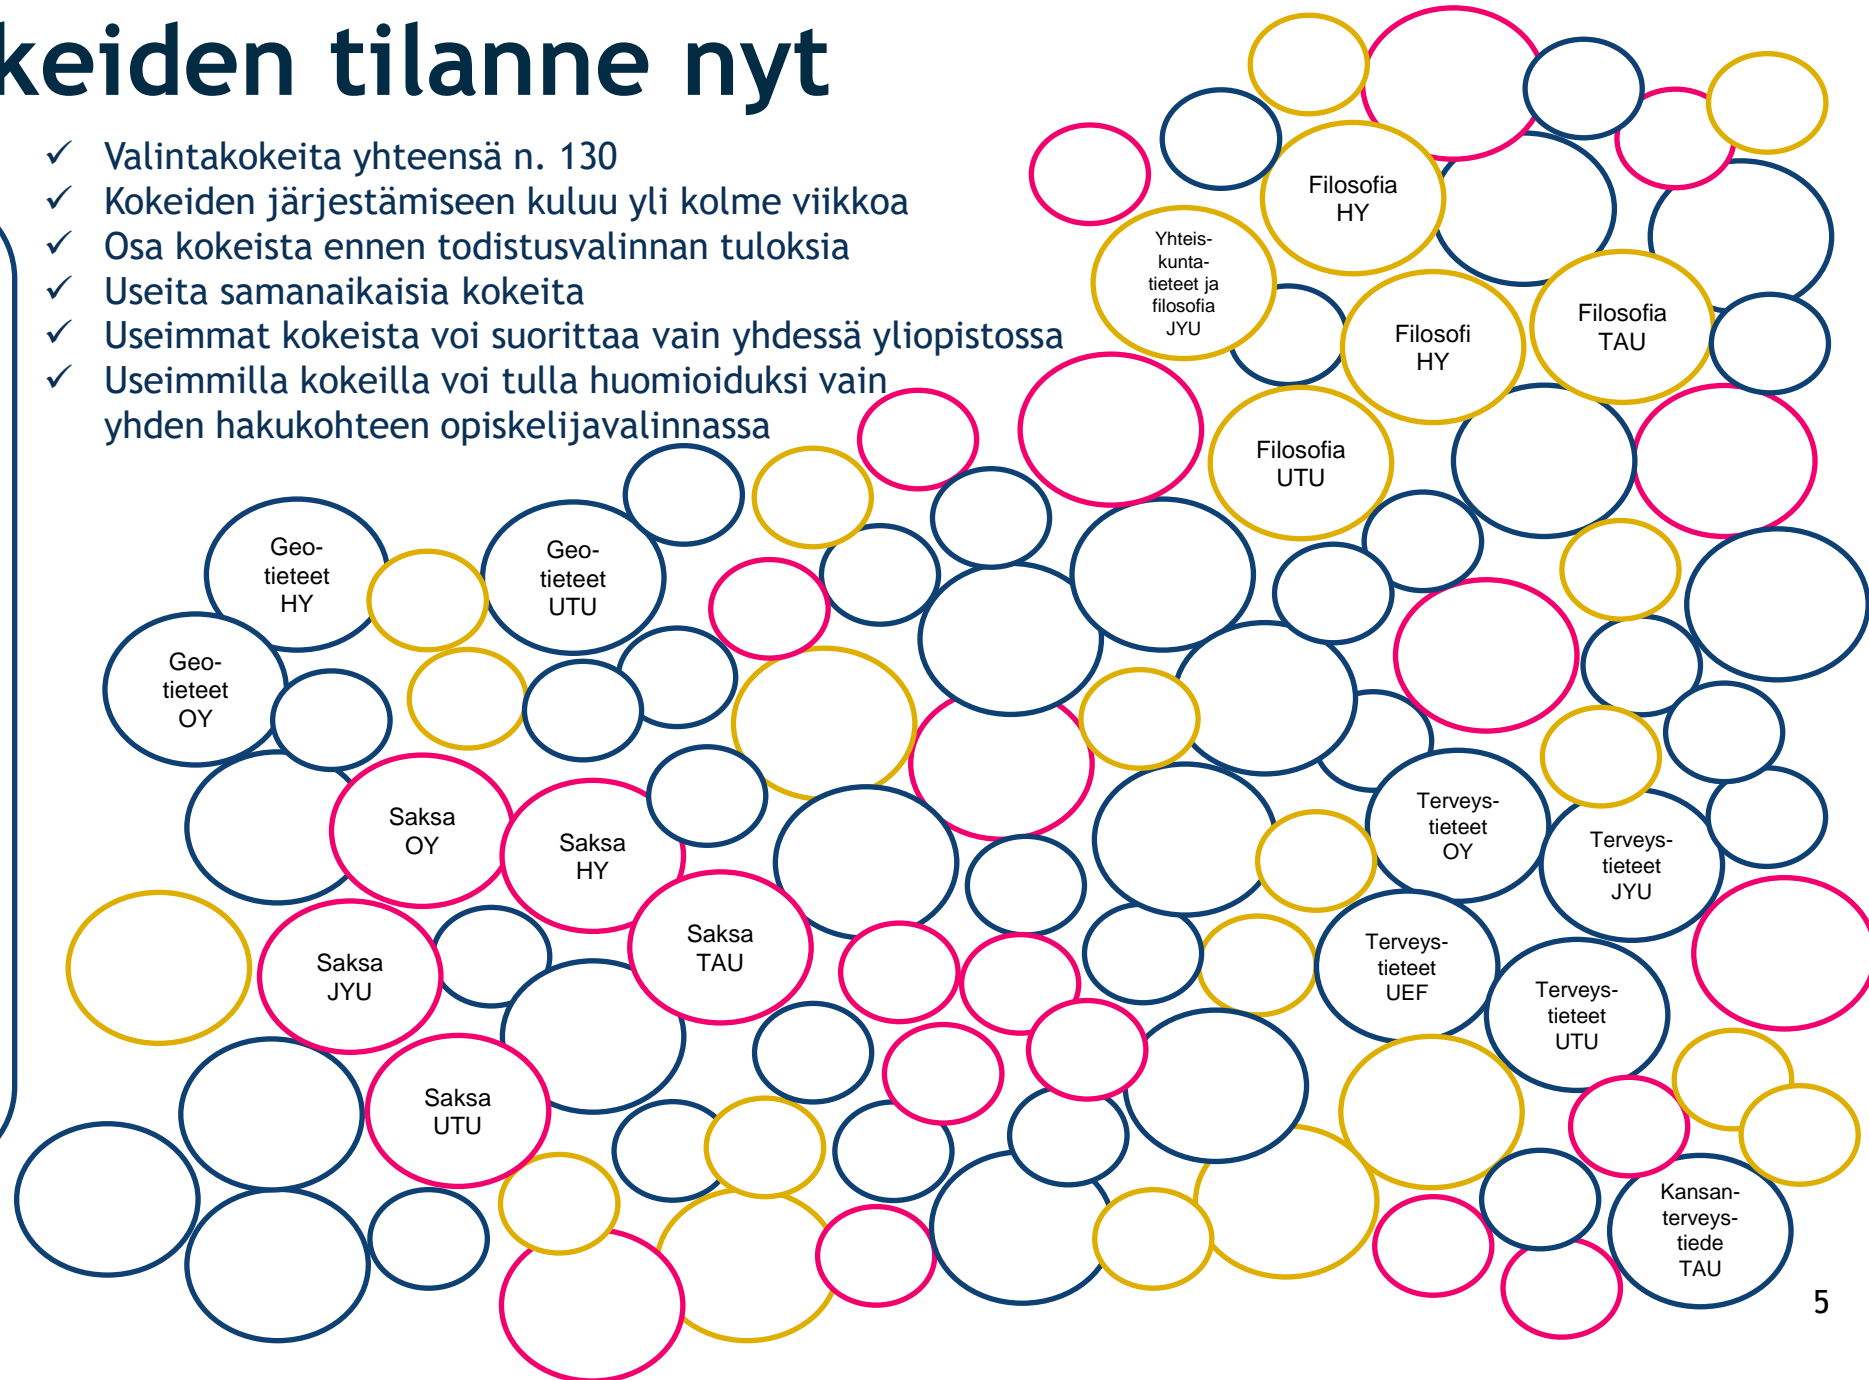 keiden tilanne nyt
✓ Valintakokeita yhteensä n. 130
✓ Kokeiden järjestämiseen kuluu yli kolme viikkoa
✓ Osa kokeista ennen todistusvalinnan tuloksia
✓ Useita samanaikaisia kokeita
✓ Useimmat kokeista voi suorittaa vain yhdessä yliopistossa
✓ Useimmilla kokeilla voi tulla huomioiduksi vain
yhden hakukohteen opiskelijavalinnassa
Filosofia
HY
Yhteis-
kunta-
tieteet ja
filosofia
JYU
Filosofi
HY
Filosofia
TAU
Filosofia
UTU
Geo-
tieteet
HY
Geo-
tieteet
UTU
Geo-
tieteet
OY
Saksa
OY
Saksa
HY
Saksa
TAU
Saksa
JYU
Saksa
UTU
Terveys-
tieteet
OY
Terveys-
tieteet
JYU
Terveys-
tieteet
UEF
Terveys-
tieteet
UTU
Kansan-
terveys-
tiede
TAU
5